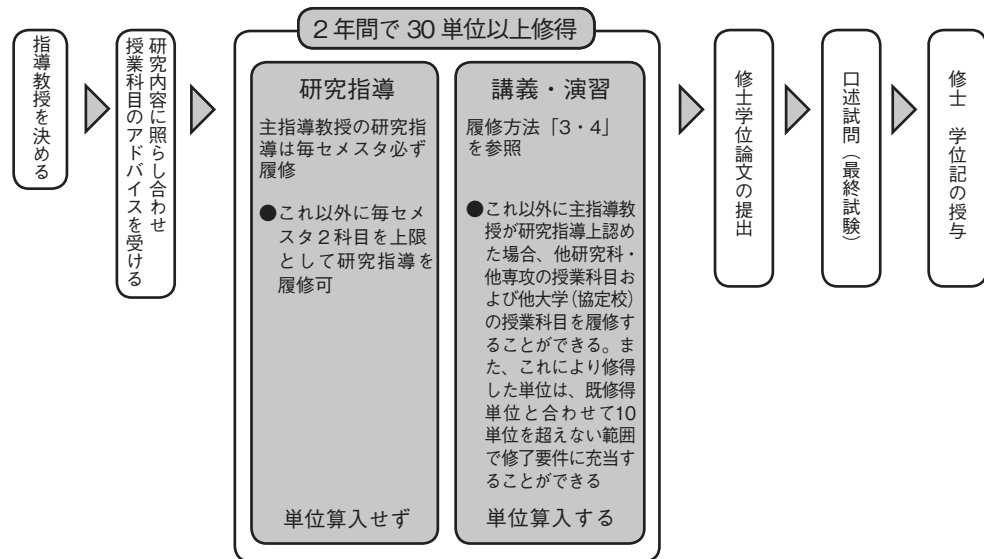 指導教授を決める
研究内容に照らし合わせ
授業科目のアドバイスを受ける
2年間で30単位以上修得
研究指導
主指導教授の研究指
導は毎セメスタ必ず
履修
●これ以外に毎セメ
スタ2科目を上限
として研究指導を
履修可
単位算入せず
講義・演習
履修方法「3・4」
を参照
●これ以外に主指導教
授が研究指導上認め
た場合、他研究科・
他専攻の授業科目お
よび他大学(協定校)
の授業科目を履修す
ることができる。ま
た、これにより修得
した単位は、既修得
単位と合わせて10
単位を超えない範囲
で修了要件に充当す
ることができる
単位算入する
修士学位論文の提出
口述試問(最終試験)
修士 学位記の授与